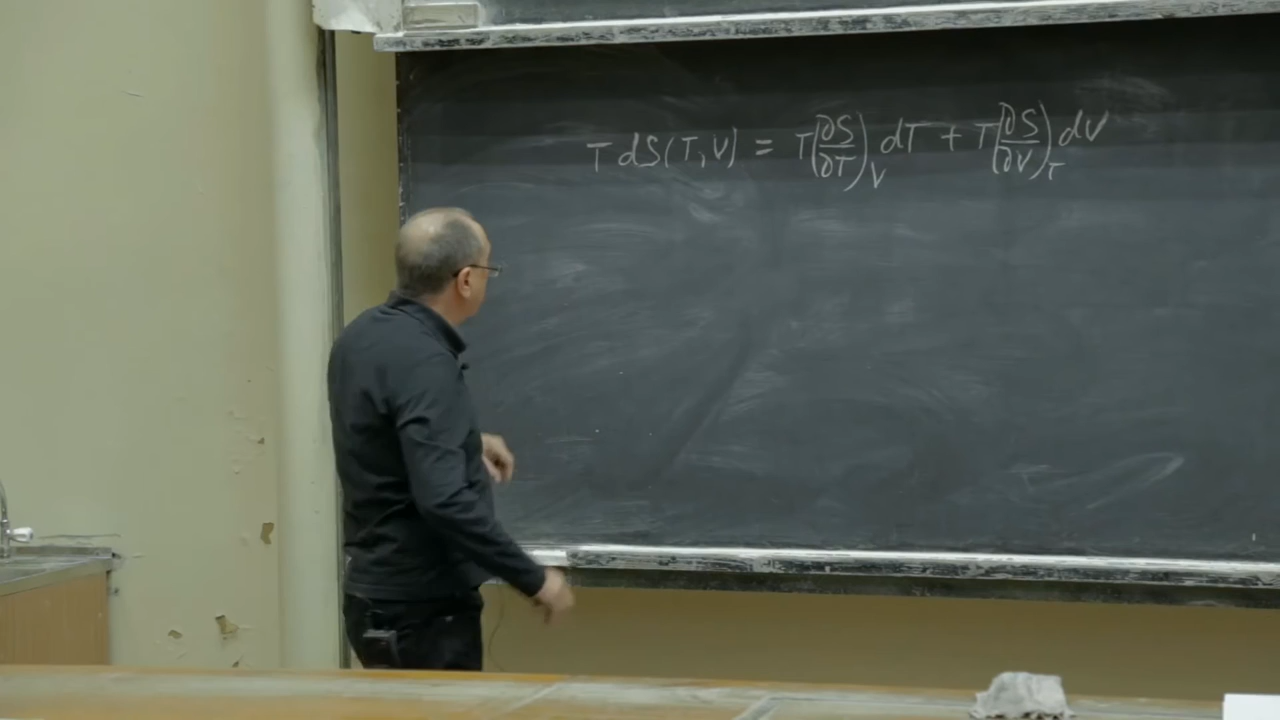 T dS(T, V) = T(∂S/∂T)_V dT + T(∂S/∂V)_T dV